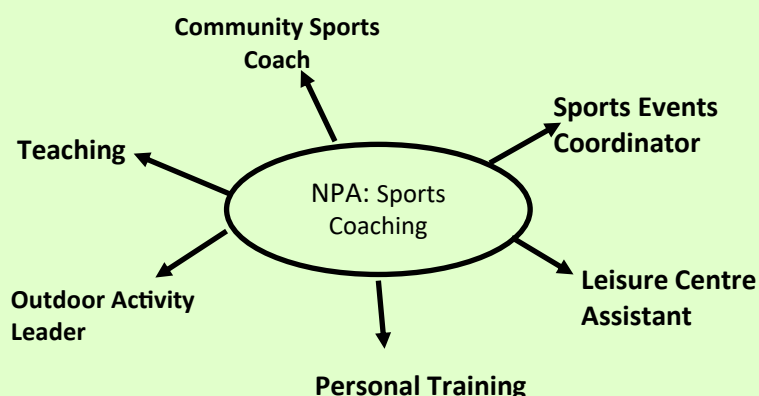 Community Sports
Coach
Sports Events
Coordinator
Teaching
NPA: Sports
Coaching
Leisure Centre
Assistant
Outdoor Activity
Leader
Personal Training